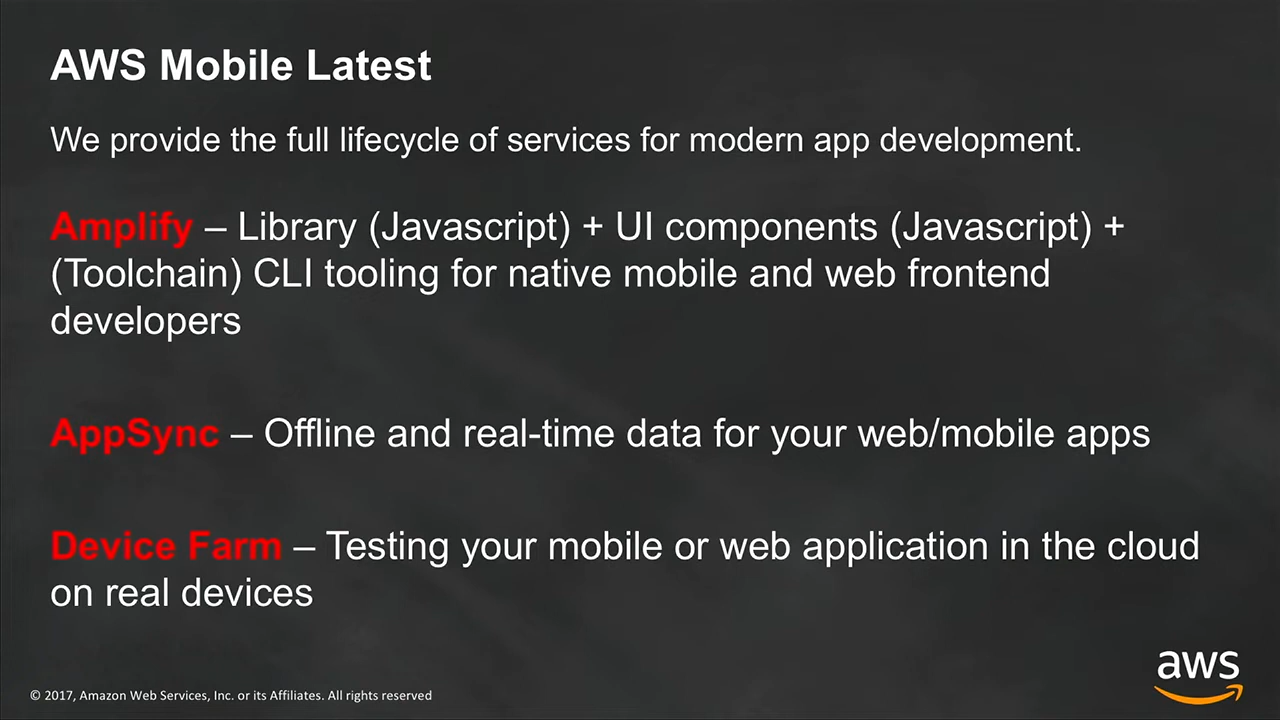 AWS Mobile Latest
We provide the full lifecycle of services for modern app development.
Amplify – Library (Javascript) + UI components (Javascript) +
(Toolchain) CLI tooling for native mobile and web frontend
developers
AppSync – Offline and real-time data for your web/mobile apps
Device Farm – Testing your mobile or web application in the cloud
on real devices
aws
© 2017, Amazon Web Services, Inc. or its Affiliates. All rights reserved